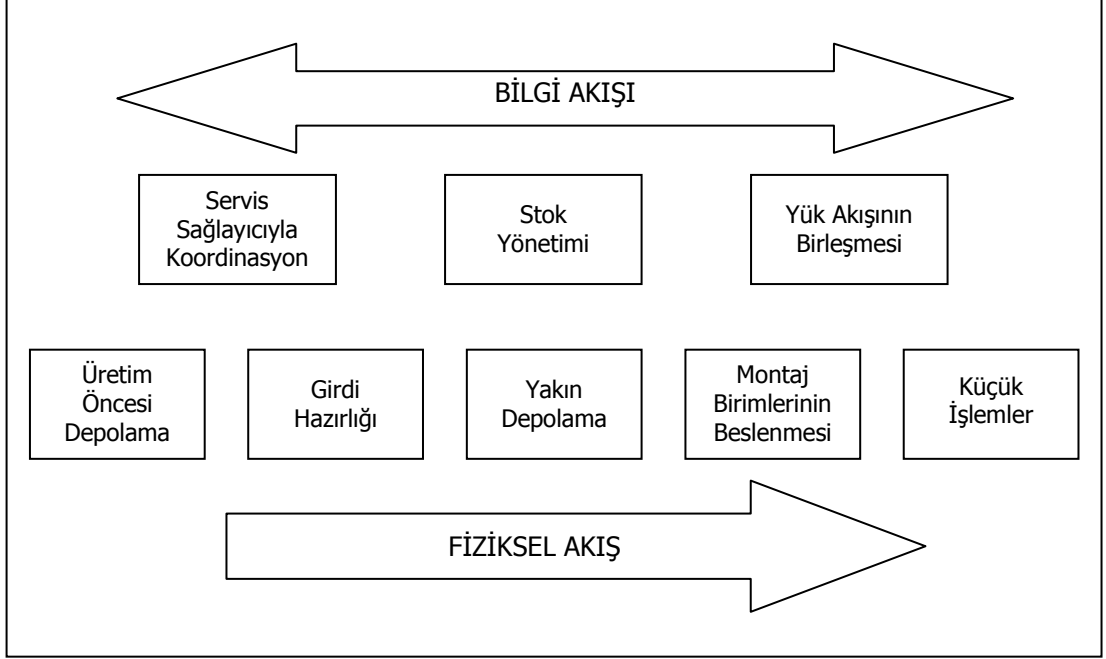 BİLGİ AKIŞI
Servis
Sağlayıcıyla
Koordinasyon
Stok
Yönetimi
Yük Akışının
Birleşmesi
Üretim
Öncesi
Depolama
Girdi
Hazırlığı
Yakın
Depolama
Montaj
Birimlerinin
Beslenmesi
Küçük
İşlemler
FİZİKSEL AKIŞ